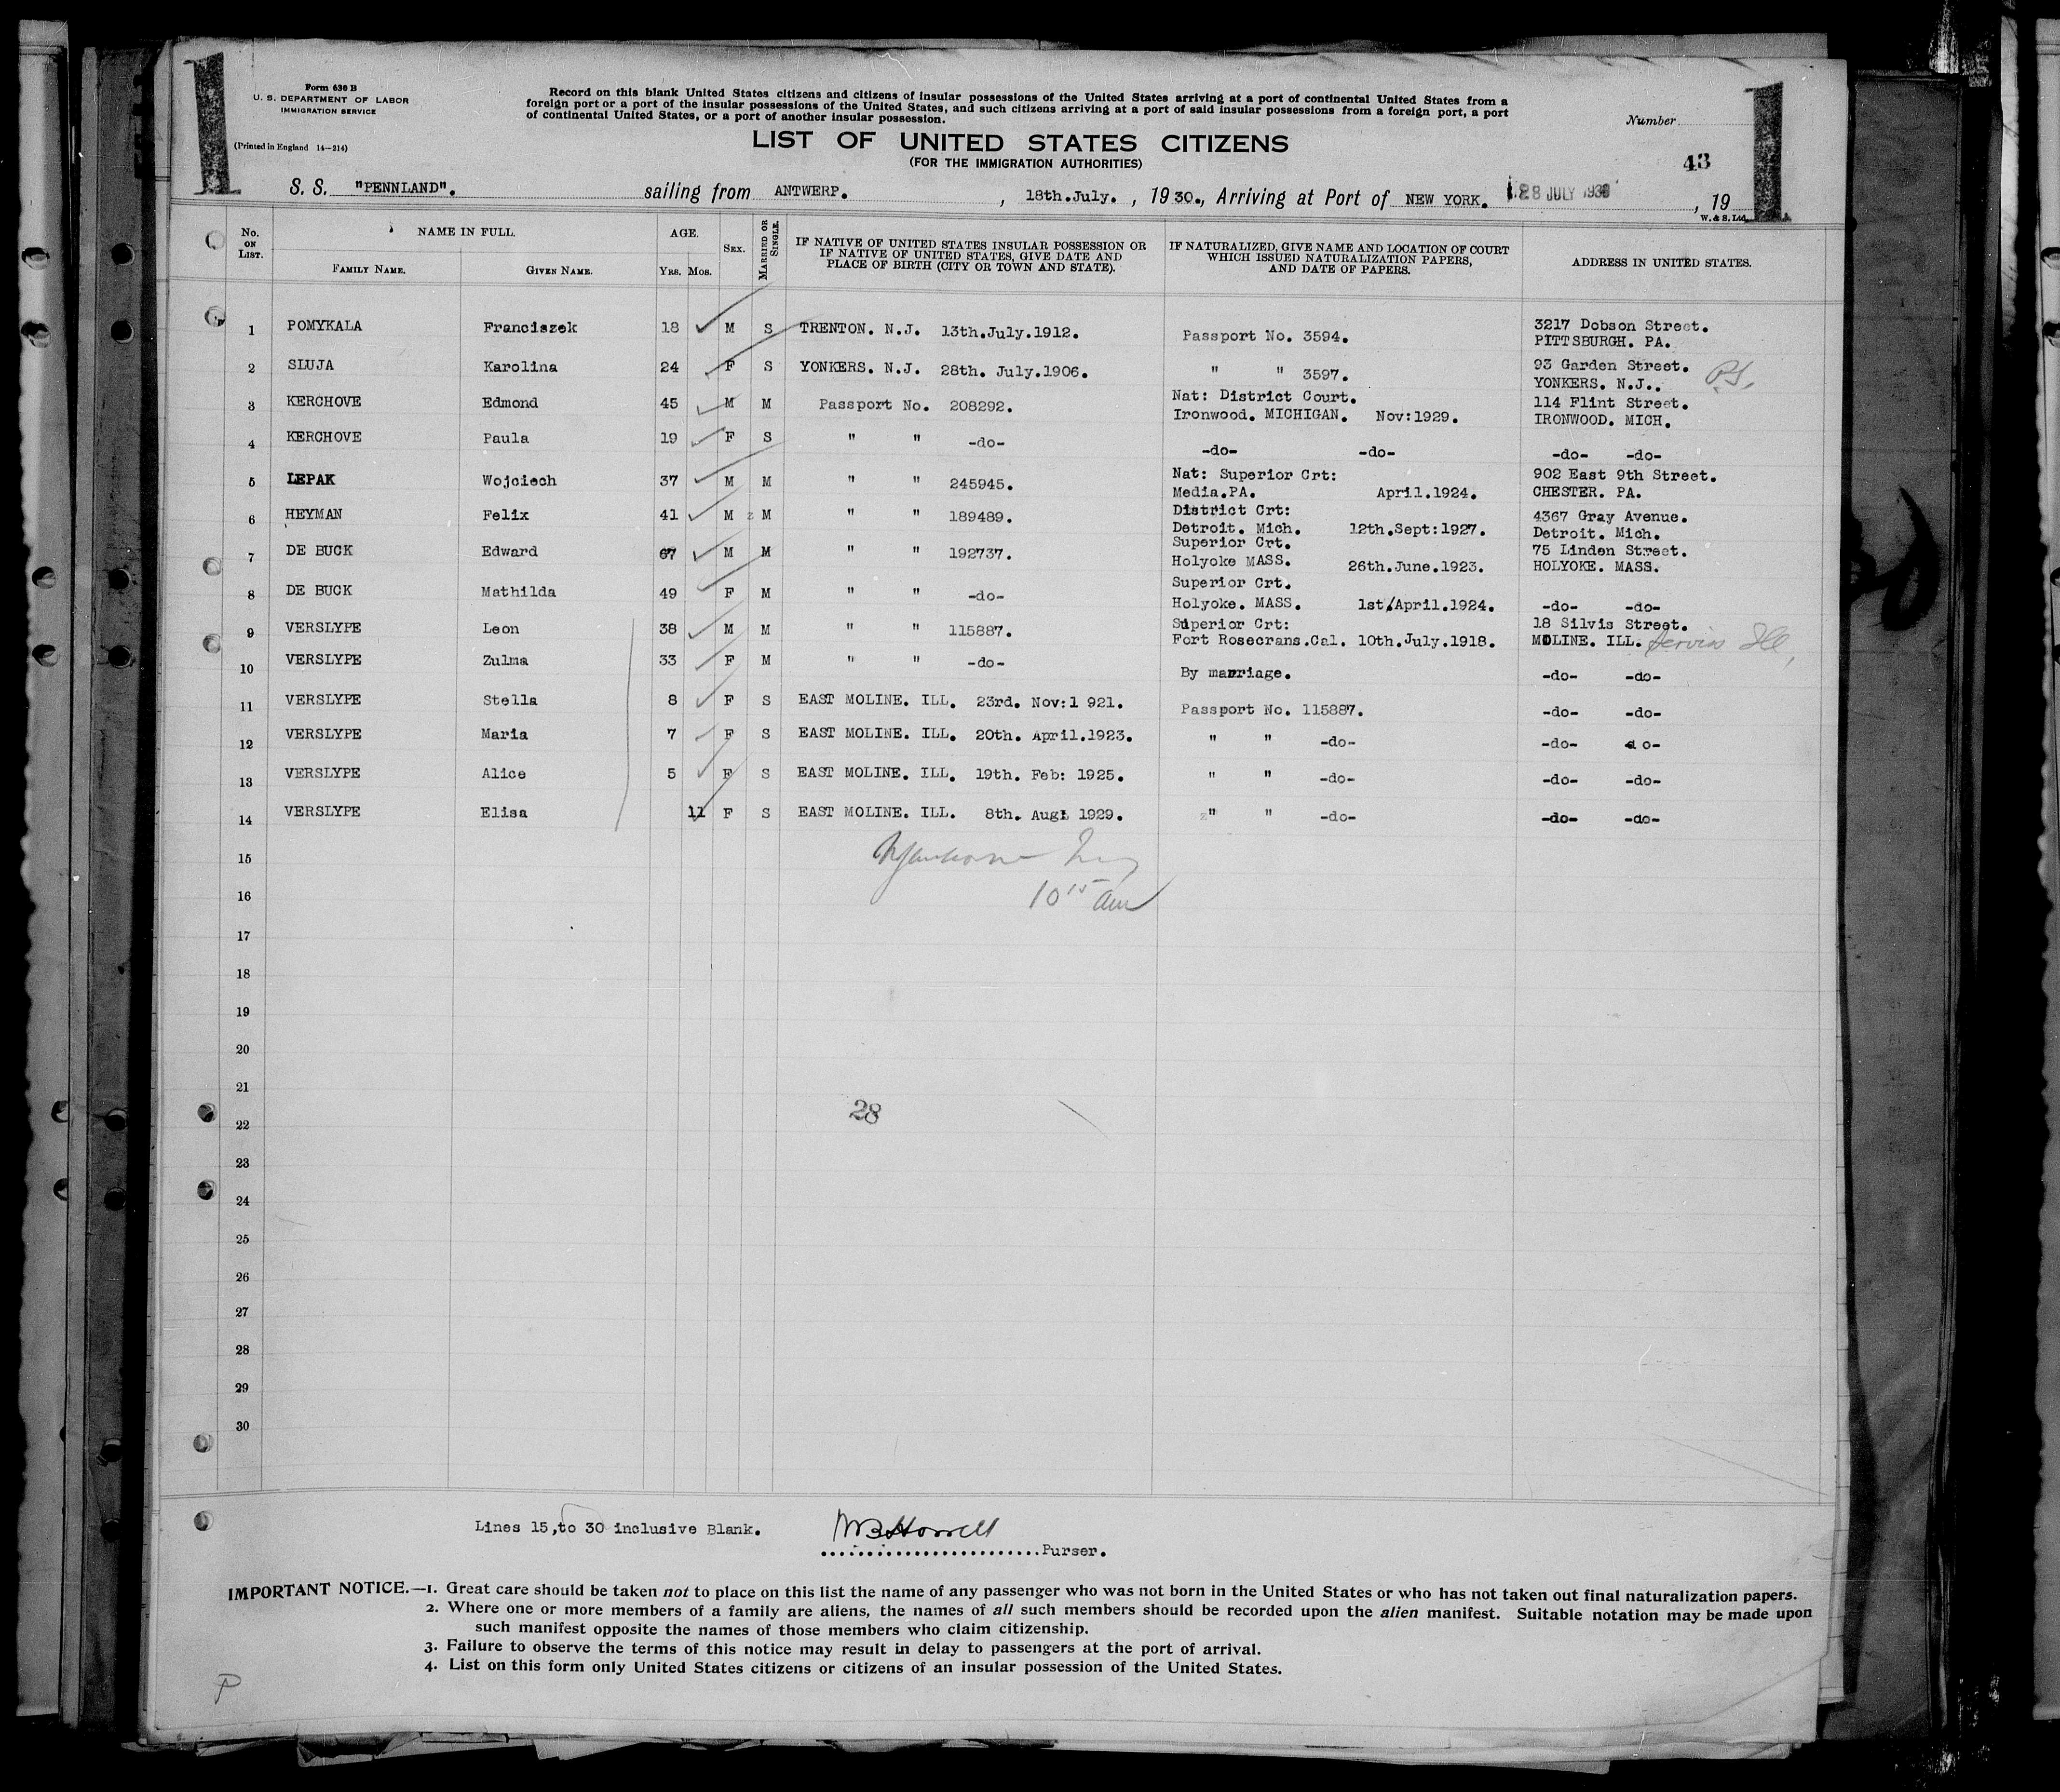 1
Form 630 B
U. S. DEPARTMENT OF LABOR
IMMIGRATION SERVICE
(Printed in England 14—214)
Record on this blank United States citizens and citizens of insular possessions of the United States arriving at a port of continental United States from a
foreign port or a port of the insular possessions of the United States, and such citizens arriving at a port of said insular possessions from a foreign port, a port
of continental United States, or a port of another insular possession.
LIST OF UNITED STATES CITIZENS
(FOR THE IMMIGRATION AUTHORITIES)
Number
43
1
S. S. "PENNLAND". sailing from ANTWERP. , 18th.July. , 1930., Arriving at Port of NEW YORK. 28 JULY 1930 , 19
W. & S. Ltd.
No. ON LIST. NAME IN FULL. AGE. SEX. MARRIED OR SINGLE. IF NATIVE OF UNITED STATES INSULAR POSSESSION OR IF NATIVE OF UNITED STATES, GIVE DATE AND PLACE OF BIRTH (CITY OR TOWN AND STATE). IF NATURALIZED, GIVE NAME AND LOCATION OF COURT WHICH ISSUED NATURALIZATION PAPERS, AND DATE OF PAPERS. ADDRESS IN UNITED STATES.
FAMILY NAME. GIVEN NAME. YRS. MOS.
1 POMYKALA Franciszek 18 M S TRENTON. N.J. 13th.July.1912. Passport No. 3594. 3217 Dobson Street.
PITTSBURGH. PA.
2 SLUJA Karolina 24 F S YONKERS. N.J. 28th. July.1906. " " 3597. 93 Garden Street.
YONKERS. N.J..
3 KERCHOVE Edmond 45 M M Passport No. 208292. Nat: District Court. 114 Flint Street.
Ironwood. MICHIGAN. Nov:1929. IRONWOOD. MICH.
4 KERCHOVE Paula 19 F S " " -do- -do- -do- -do- -do-
5 LEPAK Wojciech 37 M M " " 245945. Nat: Superior Crt: 902 East 9th Street.
Media.PA. April.1924. CHESTER. PA.
6 HEYMAN Felix 41 M M " " 189489. District Crt: 4367 Gray Avenue.
Detroit. Mich. 12th.Sept:1927. Detroit. Mich.
7 DE BUCK Edward 67 M M " " 192737. Superior Crt. 75 Linden Street.
Holyoke MASS. 26th.June.1923. HOLYOKE. MASS.
8 DE BUCK Mathilda 49 F M " " -do- Superior Crt.
Holyoke. MASS. 1st/April.1924. -do- -do-
9 VERSLYPE Leon 38 M M " " 115887. Superior Crt: 18 Silvis Street.
Fort Rosecrans.Cal. 10th.July.1918. MOLINE. ILL.
10 VERSLYPE Zulma 33 F M " " -do- By marriage. -do- -do-
11 VERSLYPE Stella 8 F S EAST MOLINE. ILL. 23rd. Nov:1 921. Passport No. 115887. -do- -do-
12 VERSLYPE Maria 7 F S EAST MOLINE. ILL. 20th. April.1923. " " -do- -do- d o-
13 VERSLYPE Alice 5 F S EAST MOLINE. ILL. 19th. Feb: 1925. " " -do- -do- -do-
14 VERSLYPE Elisa 11 F S EAST MOLINE. ILL. 8th. Aug: 1929. " " -do- -do- -do-
15
16 10 15 am
17
18
19
20
21
28
22
23
24
25
26
27
28
29
30
Lines 15,to 30 inclusive Blank.
Purser.
IMPORTANT NOTICE.—1. Great care should be taken not to place on this list the name of any passenger who was not born in the United States or who has not taken out final naturalization papers.
2. Where one or more members of a family are aliens, the names of all such members should be recorded upon the alien manifest. Suitable notation may be made upon
such manifest opposite the names of those members who claim citizenship.
3. Failure to observe the terms of this notice may result in delay to passengers at the port of arrival.
4. List on this form only United States citizens or citizens of an insular possession of the United States.
P